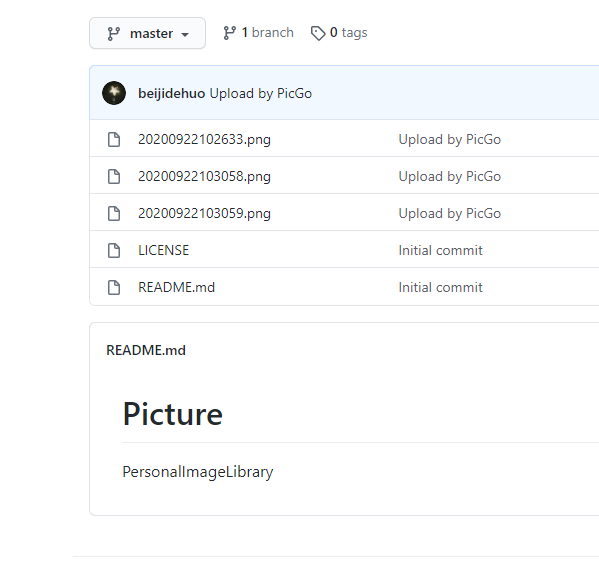 master 1 branch 0 tags
beijidehuo Upload by PicGo
20200922102633.png Upload by PicGo
20200922103058.png Upload by PicGo
20200922103059.png Upload by PicGo
LICENSE Initial commit
README.md Initial commit
README.md
Picture
PersonalImageLibrary